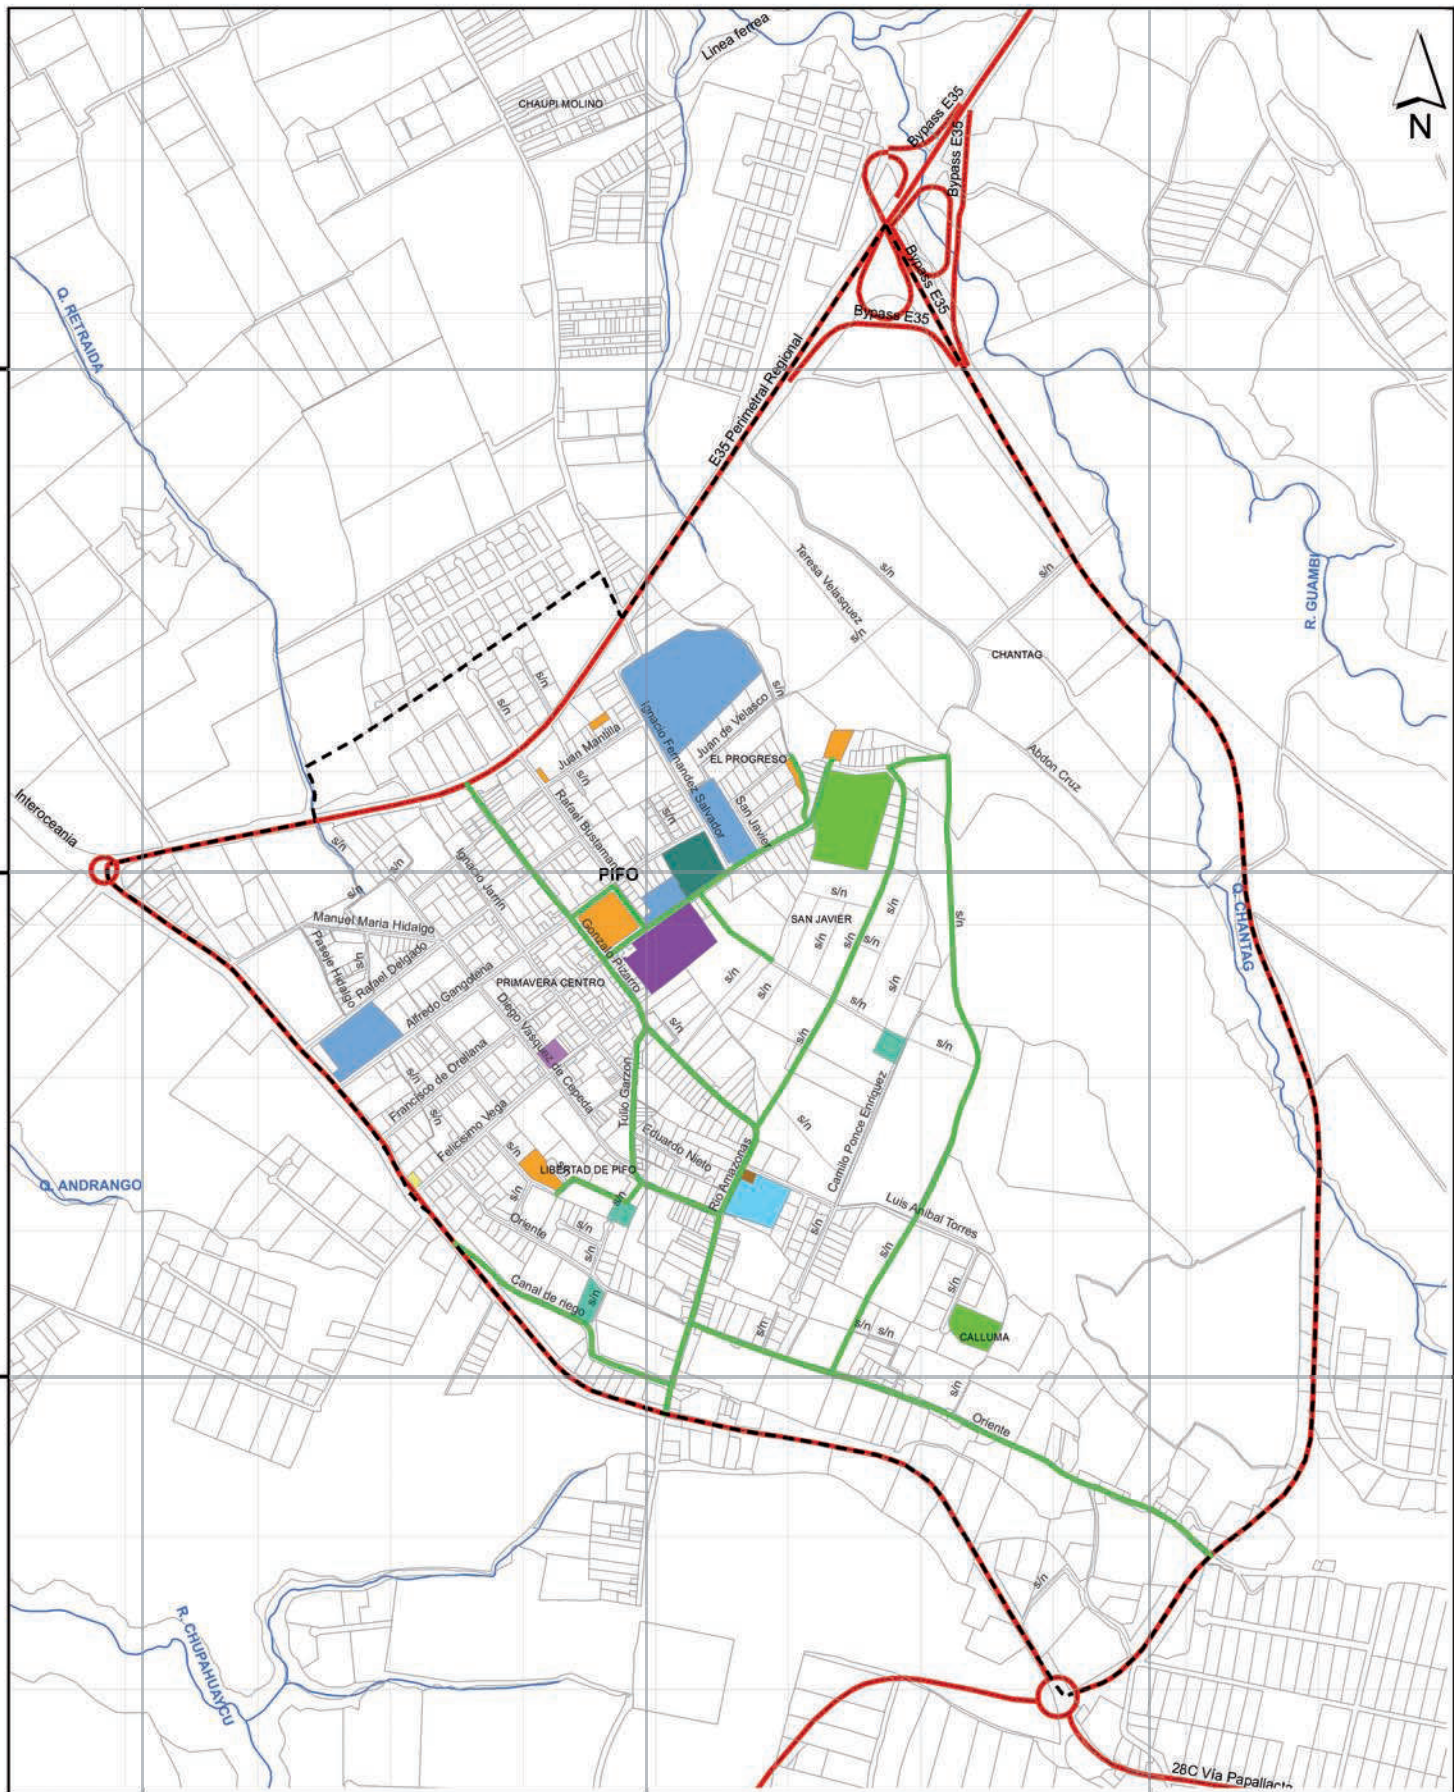 Linea ferrea
CHAUPI MOLINO
N
Bypass E35
Bypass E35
Bypass E35
Bypass E35
Q. RETRAIDA
E35 Perimetral Regional
Teresa Velasquez
s/n
s/n
s/n
R. GUAMBI
CHANTAG
s/n
s/n
s/n
Ignacio Fernandez Salvador
Juan de Velasco
Juan Mantilla
EL PROGRESO
Abdon Cruz
s/n
Interoceania
Rafael Bustamante
s/n
San Javier
s/n
s/n
Ignacio Jarrin
PIFO
s/n
s/n
Manuel Maria Hidalgo
SAN JAVIER
s/n
s/n
Q. CHANTAG
Pasaje Hidalgo
s/n
Rafael Delgado
Gonzalo Pizarro
s/n
s/n
s/n
Alfredo Gangotena
PRIMAVERA CENTRO
s/n
s/n
s/n
s/n
Diego Vasquez de Cepeda
s/n
s/n
s/n
s/n
Francisco de Orellana
Tulio Garzon
Camilo Ponce Enriquez
s/n
Felicisimo Vega
s/n
Eduardo Nieto
s/n
LIBERTAD DE PIFO
s/n
Rio Amazonas
Q. ANDRANGO
s/n
s/n
Luis Anibal Torres
Oriente
s/n
s/n
s/n
s/n
Canal de riego
s/n
s/n
s/n
s/n
s/n
CALLUMA
s/n
Oriente
s/n
R. CHUPAHUAYCU
28C Vía Papallacta